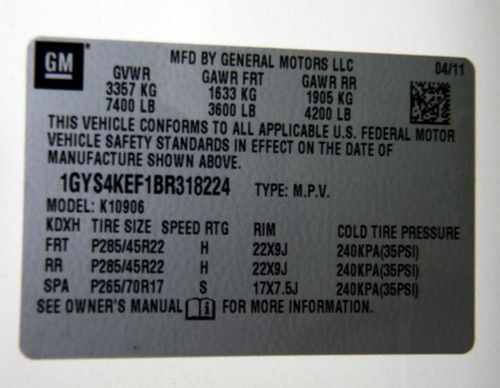 GM
MFD BY GENERAL MOTORS LLC
04/11
GVWR GAWR FRT GAWR RR
3357 KG 1633 KG 1905 KG
7400 LB 3600 LB 4200 LB
THIS VEHICLE CONFORMS TO ALL APPLICABLE U.S. FEDERAL MOTOR
VEHICLE SAFETY STANDARDS IN EFFECT ON THE DATE OF
MANUFACTURE SHOWN ABOVE.
1GYS4KEF1BR318224 TYPE: M.P.V.
MODEL: K10906
KDXH TIRE SIZE SPEED RTG RIM COLD TIRE PRESSURE
FRT P285/45R22 H 22X9J 240KPA(35PSI)
RR P285/45R22 H 22X9J 240KPA(35PSI)
SPA P265/70R17 S 17X7.5J 240KPA(35PSI)
SEE OWNER'S MANUAL i FOR MORE INFORMATION.